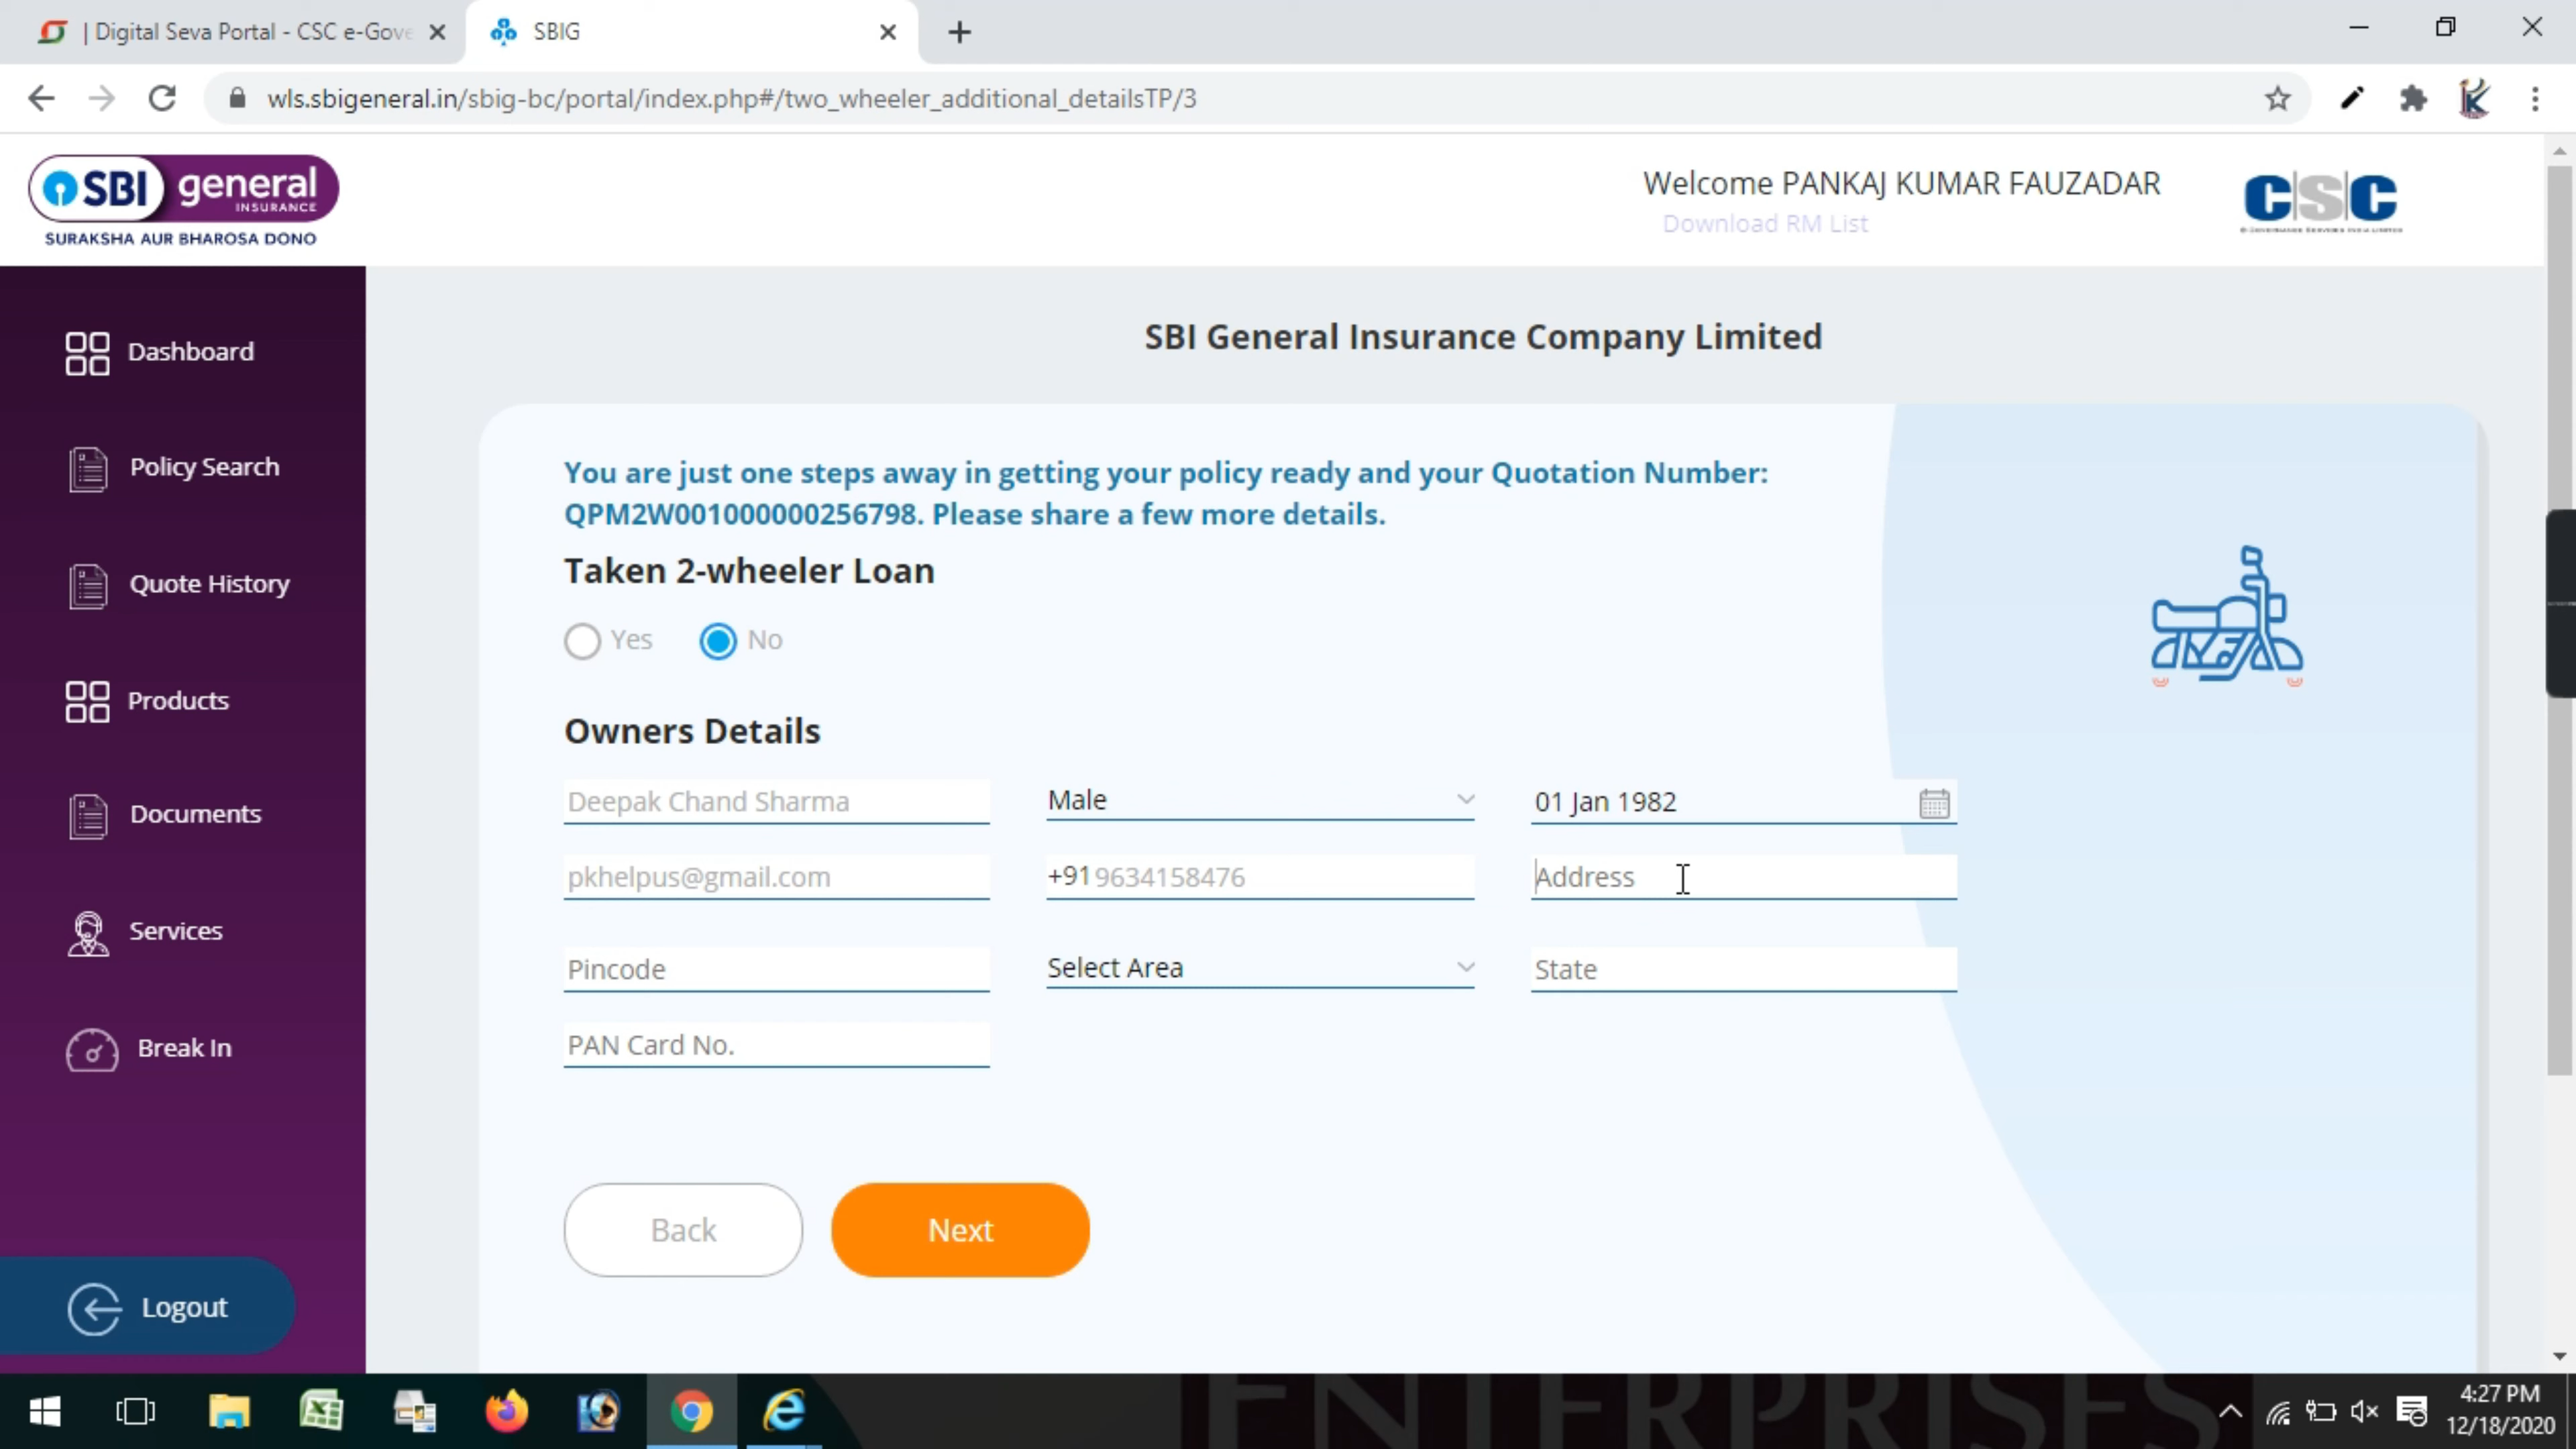 | Digital Seva Portal - CSC e-Gove
SBIG
wls.sbigeneral.in/sbig-bc/portal/index.php#/two_wheeler_additional_detailsTP/3
SBI general
INSURANCE
SURAKSHA AUR BHAROSA DONO
Welcome PANKAJ KUMAR FAUZADAR
Download RM List
CSC
Dashboard
Policy Search
Quote History
Products
Documents
Services
Break In
Logout
SBI General Insurance Company Limited
You are just one steps away in getting your policy ready and your Quotation Number:
QPM2W001000000256798. Please share a few more details.
Taken 2-wheeler Loan
Yes No
Owners Details
Deepak Chand Sharma Male 01 Jan 1982
pkhelpus@gmail.com +919634158476 Address
Pincode Select Area State
PAN Card No.
Back Next
ENTERPRISES
4:27 PM
12/18/2020